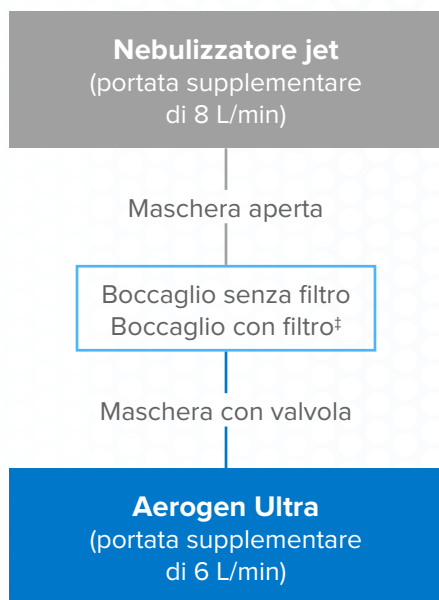 Nebulizzatore jet
(portata supplementare
di 8 L/min)
Maschera aperta
Boccaglio senza filtro
Boccaglio con filtro‡
Maschera con valvola
Aerogen Ultra
(portata supplementare
di 6 L/min)